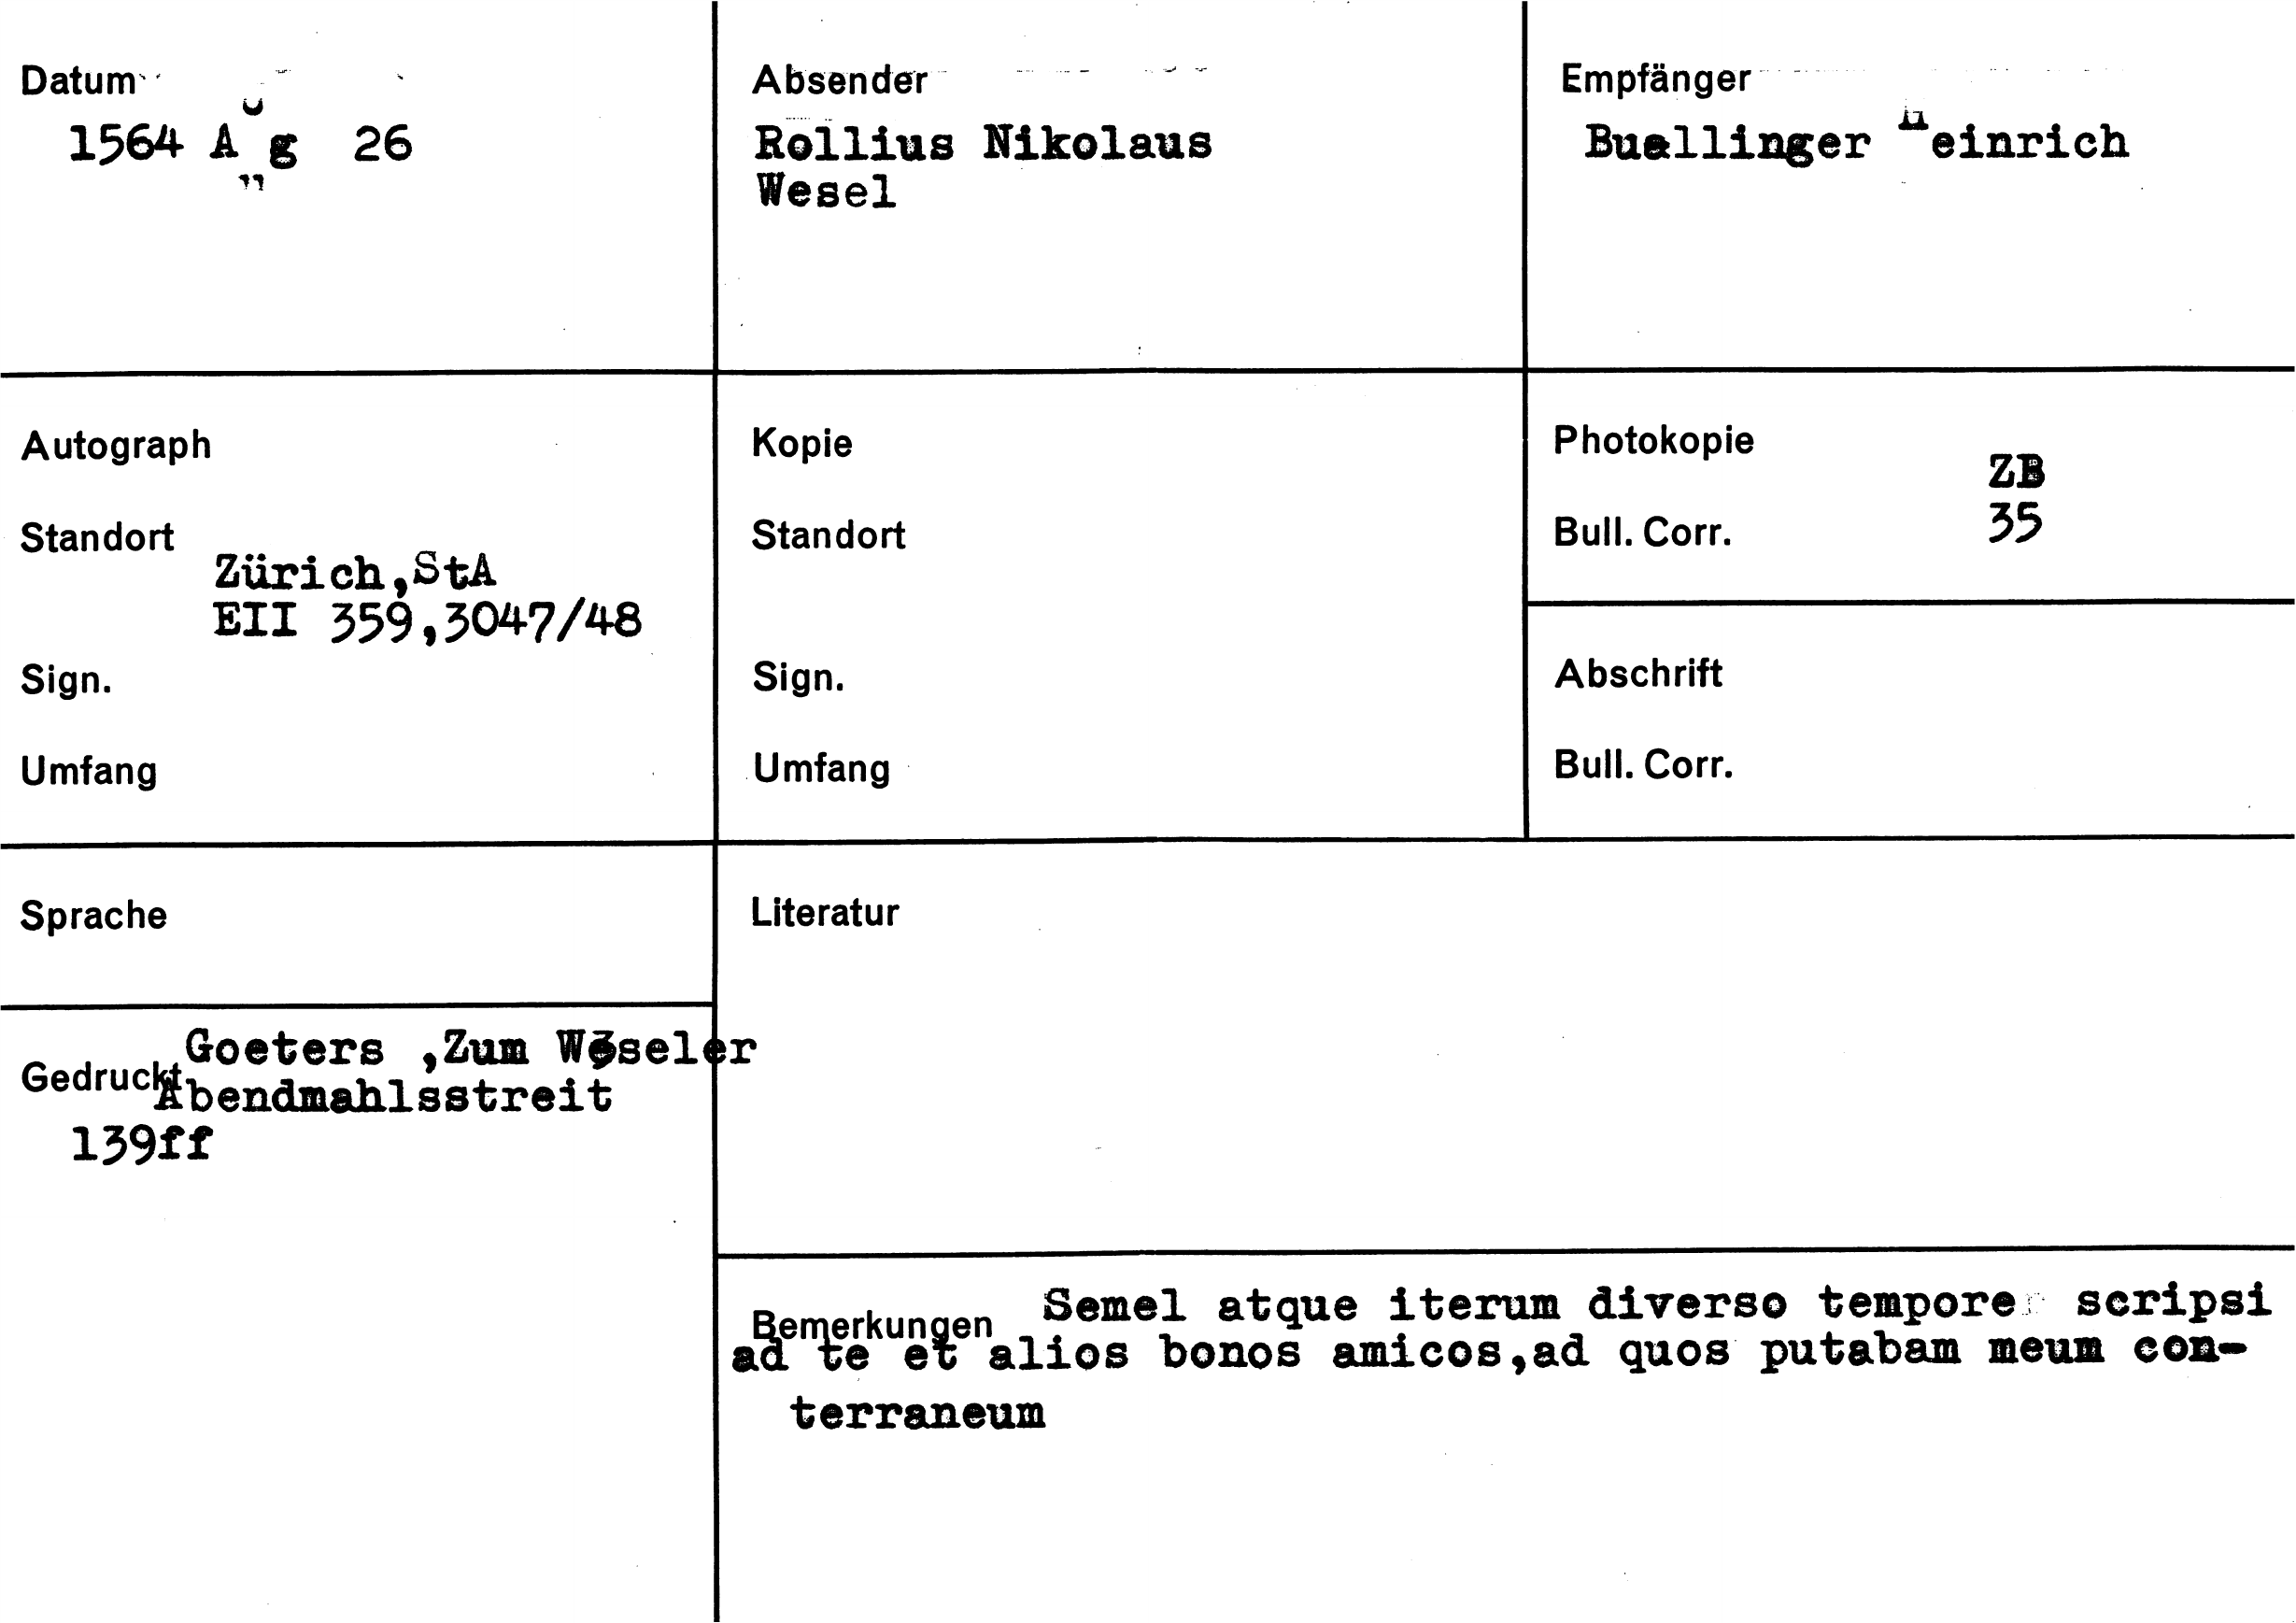 Datum
1564 Aug 26
Absender
Rollius Nikolaus
Wesel
Empfänger
Buellinger Heinrich
Autograph
Standort
Zürich,StA
EII 359,3047/48
Sign.
Umfang
Kopie
Standort
Sign.
Umfang
Photokopie
ZB
Bull. Corr. 35
Abschrift
Bull. Corr.
Sprache
Literatur
Goeters ,Zum Weseler
Gedruckt
Abendmahlsstreit
139ff
Bemerkungen Semel atque iterum diverso tempore scripsi
ad te et alios bonos amicos,ad quos putabam meum con-
terraneum